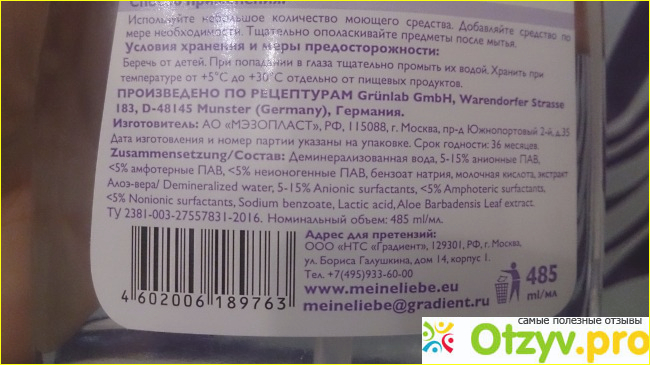 Способ применения:
Используйте небольшое количество моющего средства. Добавляйте средство по
мере необходимости. Тщательно ополаскивайте предметы после мытья.
Условия хранения и меры предосторожности:
Беречь от детей. При попадании в глаза тщательно промыть их водой. Хранить при
температуре от +5°C до +30°C отдельно от пищевых продуктов.
ПРОИЗВЕДЕНО ПО РЕЦЕПТУРАМ Grünlab GmbH, Warendorfer Strasse
183, D-48145 Munster (Germany), Германия.
Изготовитель: АО «МЭЗОПЛАСТ», РФ, 115088, г. Москва, пр-д Южнопортовый 2-й, д.35
Дата изготовления и номер партии указаны на упаковке. Срок годности: 36 месяцев.
Zusammensetzung/Состав: Деминерализованная вода, 5-15% анионные ПАВ,
<5% амфотерные ПАВ, <5% неионогенные ПАВ, бензоат натрия, молочная кислота, экстракт
Алоэ-вера/ Demineralized water, 5-15% Anionic surfactants, <5% Amphoteric surfactants,
<5% Nonionic surfactants, Sodium benzoate, Lactic acid, Aloe Barbadensis Leaf extract.
ТУ 2381-003-27557831-2016. Номинальный объем: 485 ml/мл.
Адрес для претензий:
ООО «НТС «Градиент», 129301, РФ, г. Москва,
ул. Бориса Галушкина, дом 14, корпус 1.
Тел. +7(495)933-60-00
www.meineliebe.eu
meineliebe@gradient.ru
4 602006 189763
485
ml/мл
самые полезные отзывы
Otzyv.pro